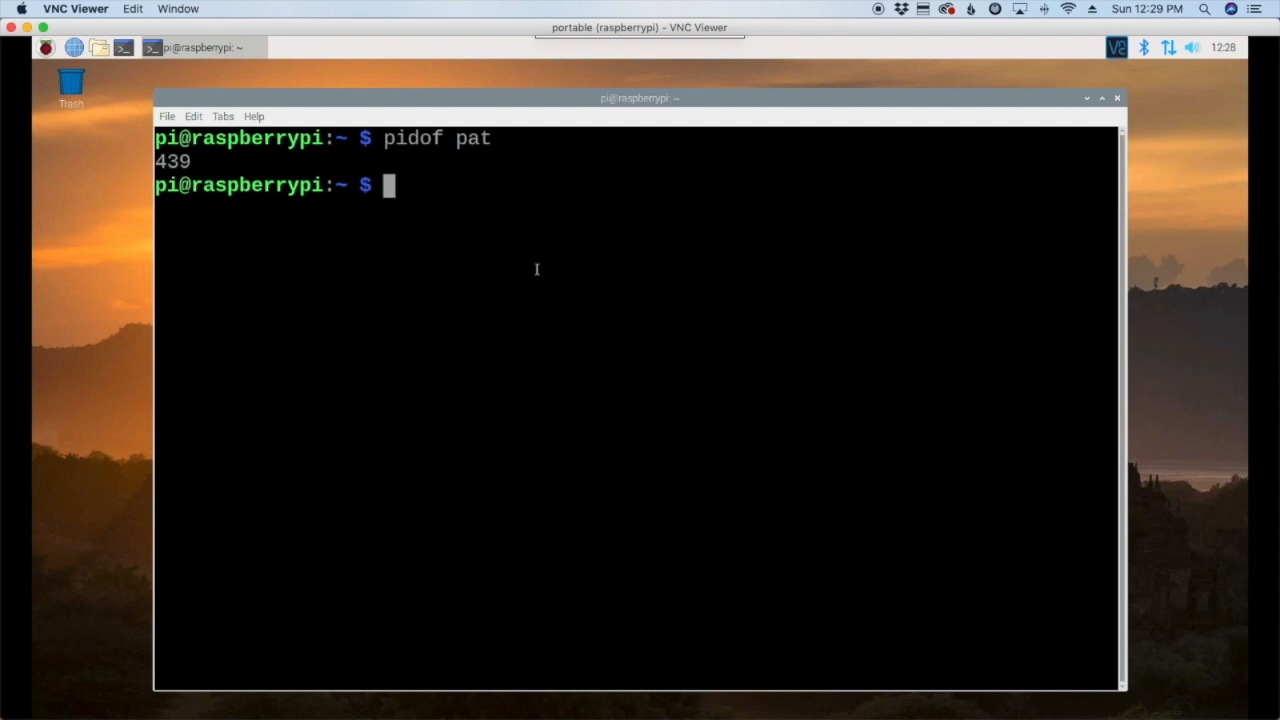 VNC Viewer Edit Window Sun 12:29 PM
portable (raspberrypi) - VNC Viewer
pi@raspberrypi: ~ 12:28
Trash
pi@raspberrypi: ~
File Edit Tabs Help
pi@raspberrypi:~ $ pidof pat
439
pi@raspberrypi:~ $